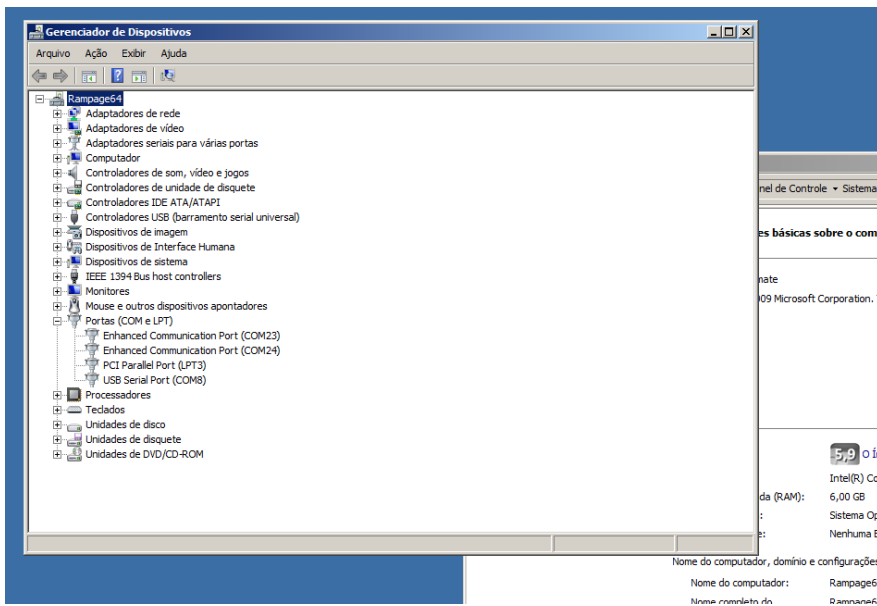 Gerenciador de Dispositivos
Arquivo Ação Exibir Ajuda
Rampage64
Adaptadores de rede
Adaptadores de vídeo
Adaptadores seriais para várias portas
Computador
Controladores de som, vídeo e jogos
Controladores de unidade de disquete
Controladores IDE ATA/ATAPI
Controladores USB (barramento serial universal)
Dispositivos de imagem
Dispositivos de Interface Humana
Dispositivos de sistema
IEEE 1394 Bus host controllers
Monitores
Mouse e outros dispositivos apontadores
Portas (COM e LPT)
Enhanced Communication Port (COM23)
Enhanced Communication Port (COM24)
PCI Parallel Port (LPT3)
USB Serial Port (COM8)
Processadores
Teclados
Unidades de disco
Unidades de disquete
Unidades de DVD/CD-ROM
nel de Controle Sistema
es básicas sobre o com
mate
09 Microsoft Corporation.
5,9 O Í
Intel(R) Co
da (RAM): 6,00 GB
: Sistema Op
e: Nenhuma E
Nome do computador, domínio e configurações
Nome do computador: Rampage6
Nome completo do Rampage6